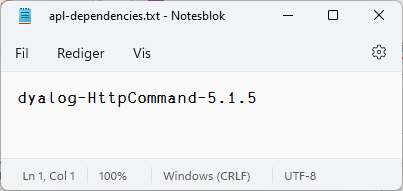 apl-dependencies.txt - Notesblok
Fil Rediger Vis
dyalog-HttpCommand-5.1.5
Ln 1, Col 1 100% Windows (CRLF) UTF-8